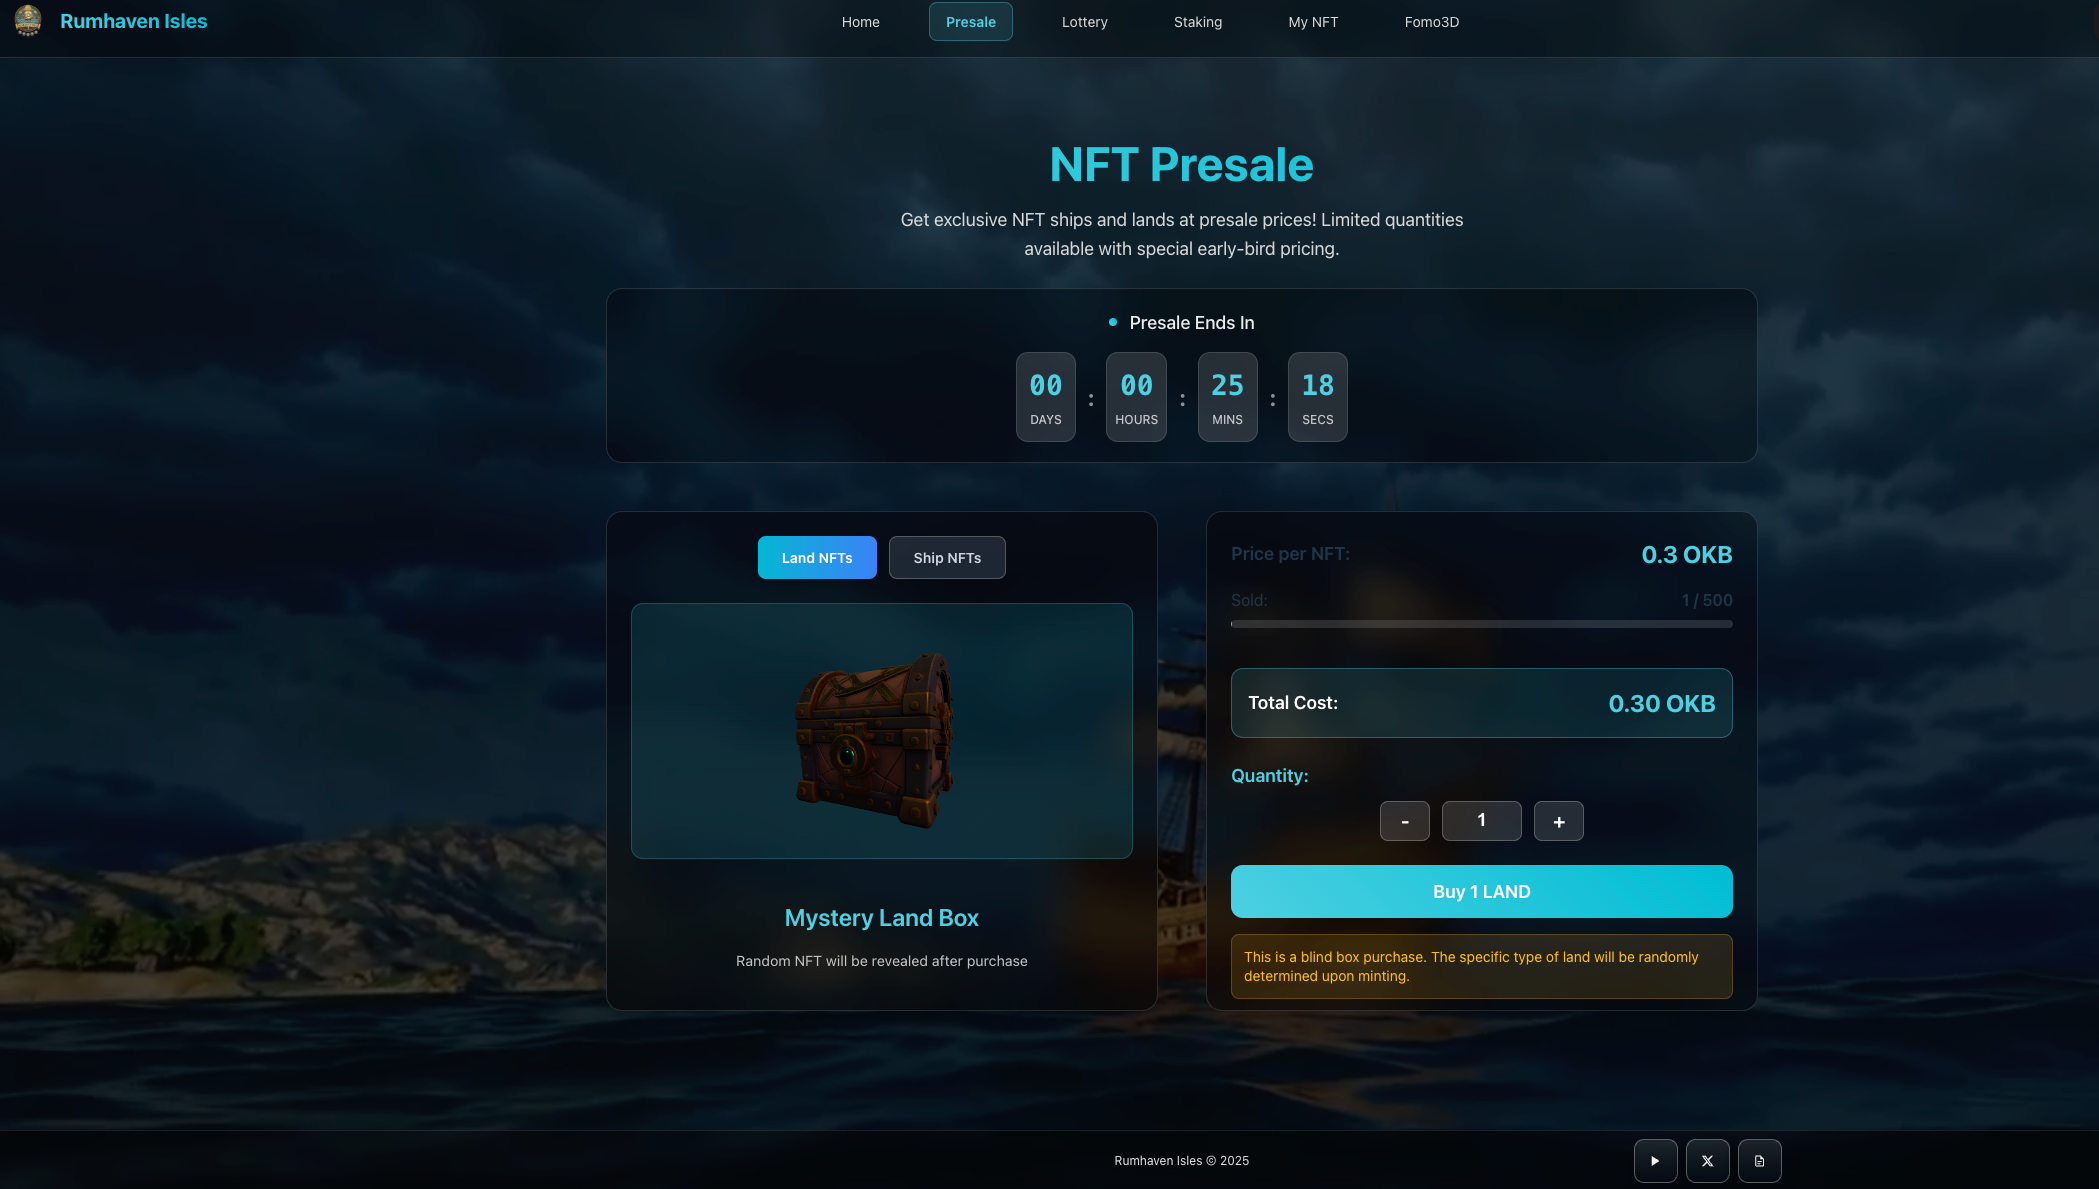 Rumhaven Isles
Home
Presale
Lottery
Staking
My NFT
Fomo3D
NFT Presale
Get exclusive NFT ships and lands at presale prices! Limited quantities
available with special early-bird pricing.
Presale Ends In
00 : 00 : 25 : 18
DAYS HOURS MINS SECS
Land NFTs
Ship NFTs
Mystery Land Box
Random NFT will be revealed after purchase
Price per NFT: 0.3 OKB
Sold: 1 / 500
Total Cost: 0.30 OKB
Quantity:
- 1 +
Buy 1 LAND
This is a blind box purchase. The specific type of land will be randomly
determined upon minting.
Rumhaven Isles © 2025